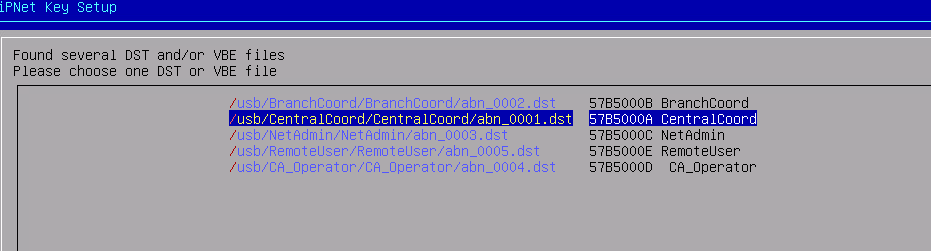 iPNet Key Setup
Found several DST and/or VBE files
Please choose one DST or VBE file
/usb/BranchCoord/BranchCoord/abn_0002.dst 57B5000B BranchCoord
/usb/CentralCoord/CentralCoord/abn_0001.dst 57B5000A CentralCoord
/usb/NetAdmin/NetAdmin/abn_0003.dst 57B5000C NetAdmin
/usb/RemoteUser/RemoteUser/abn_0005.dst 57B5000E RemoteUser
/usb/CA_Operator/CA_Operator/abn_0004.dst 57B5000D CA_Operator